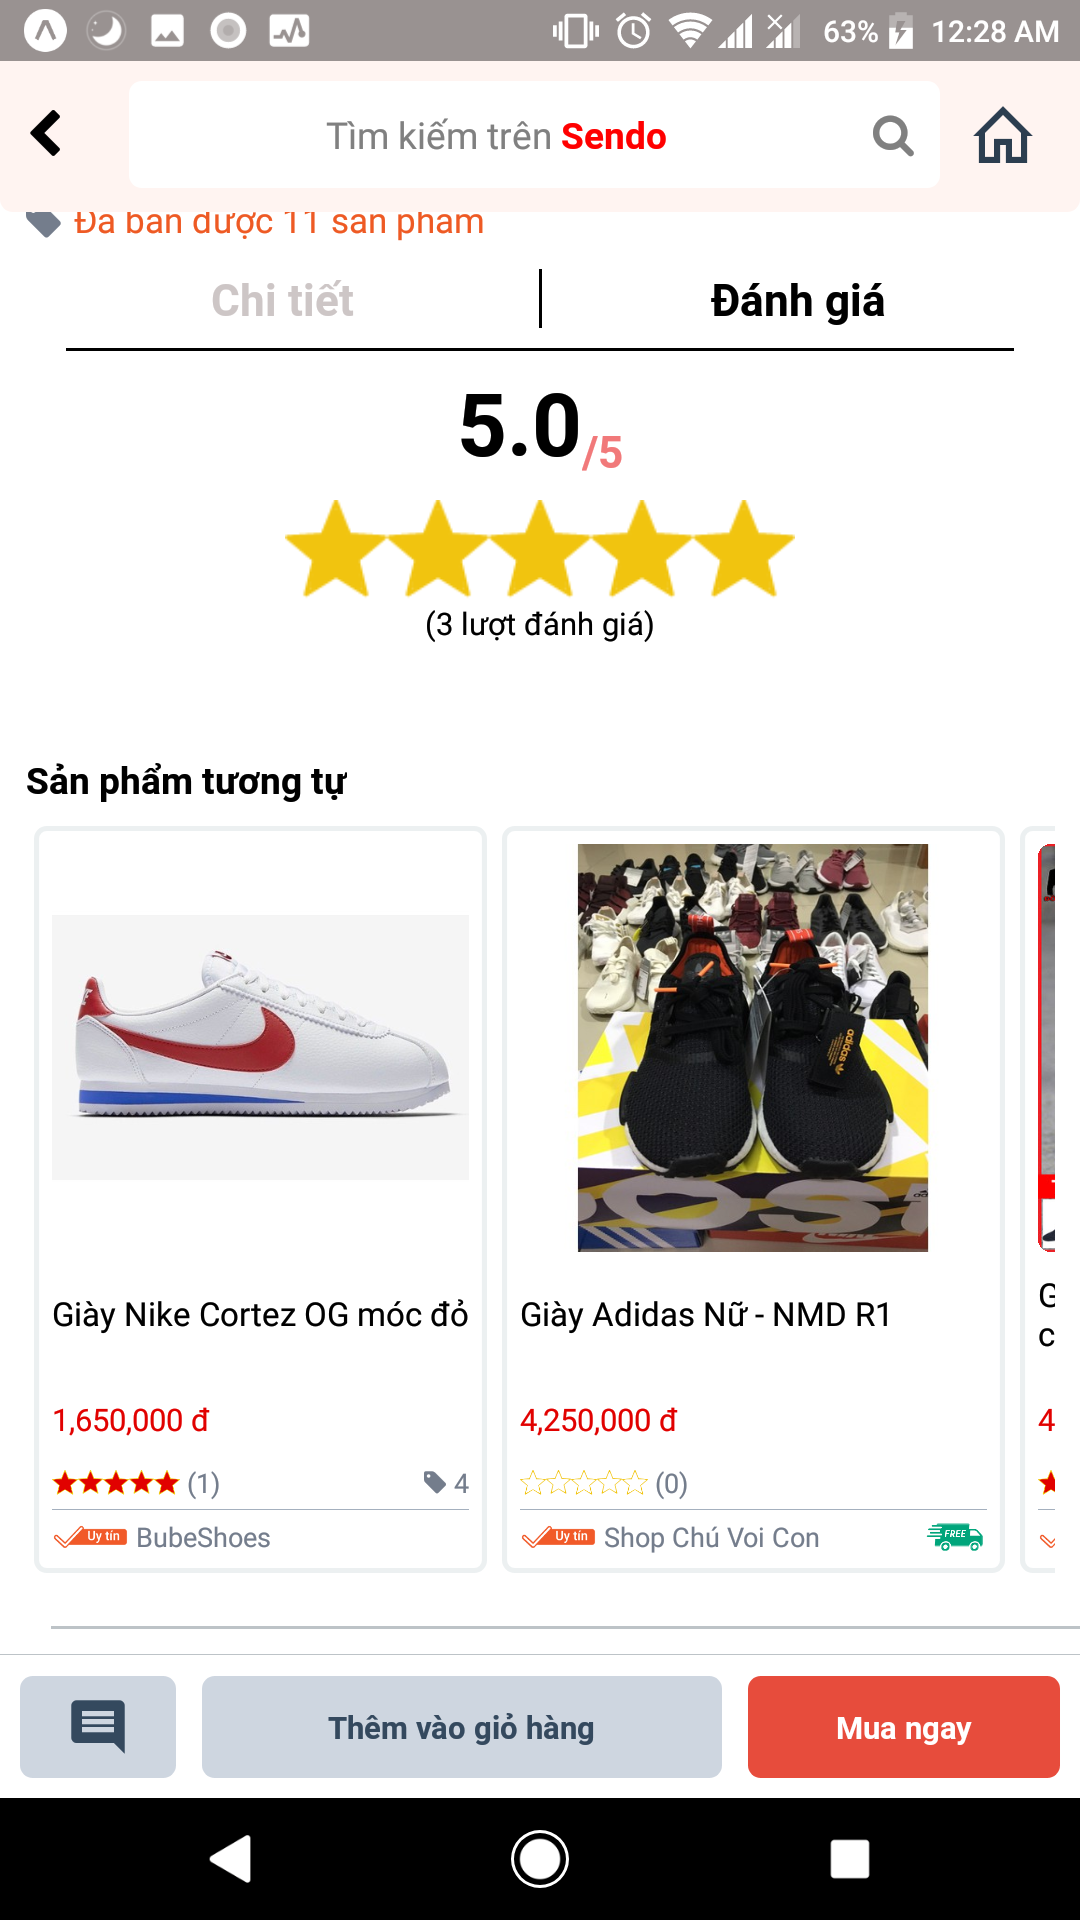 63% 12:28 AM
Tìm kiếm trên Sendo
Đã bán được 11 sản phẩm
Chi tiết
Đánh giá
5.0/5
(3 lượt đánh giá)
Sản phẩm tương tự
adidas
Giày Nike Cortez OG móc đỏ
1,650,000 đ
(1)
4
Uy tín BubeShoes
Giày Adidas Nữ - NMD R1
4,250,000 đ
(0)
Uy tín Shop Chú Voi Con
FREE
G
c
4
Thêm vào giỏ hàng
Mua ngay